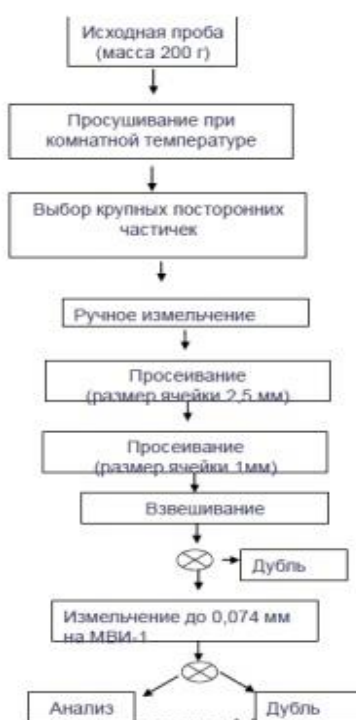 Исходная проба
(масса 200 г)
Просушивание при
комнатной температуре
Выбор крупных посторонних
частичек
Ручное измельчение
Просеивание
(размер ячейки 2,5 мм)
Просеивание
(размер ячейки 1мм)
Взвешивание
Дубль
Измельчение до 0,074 мм
на МВИ-1
Анализ
Дубль